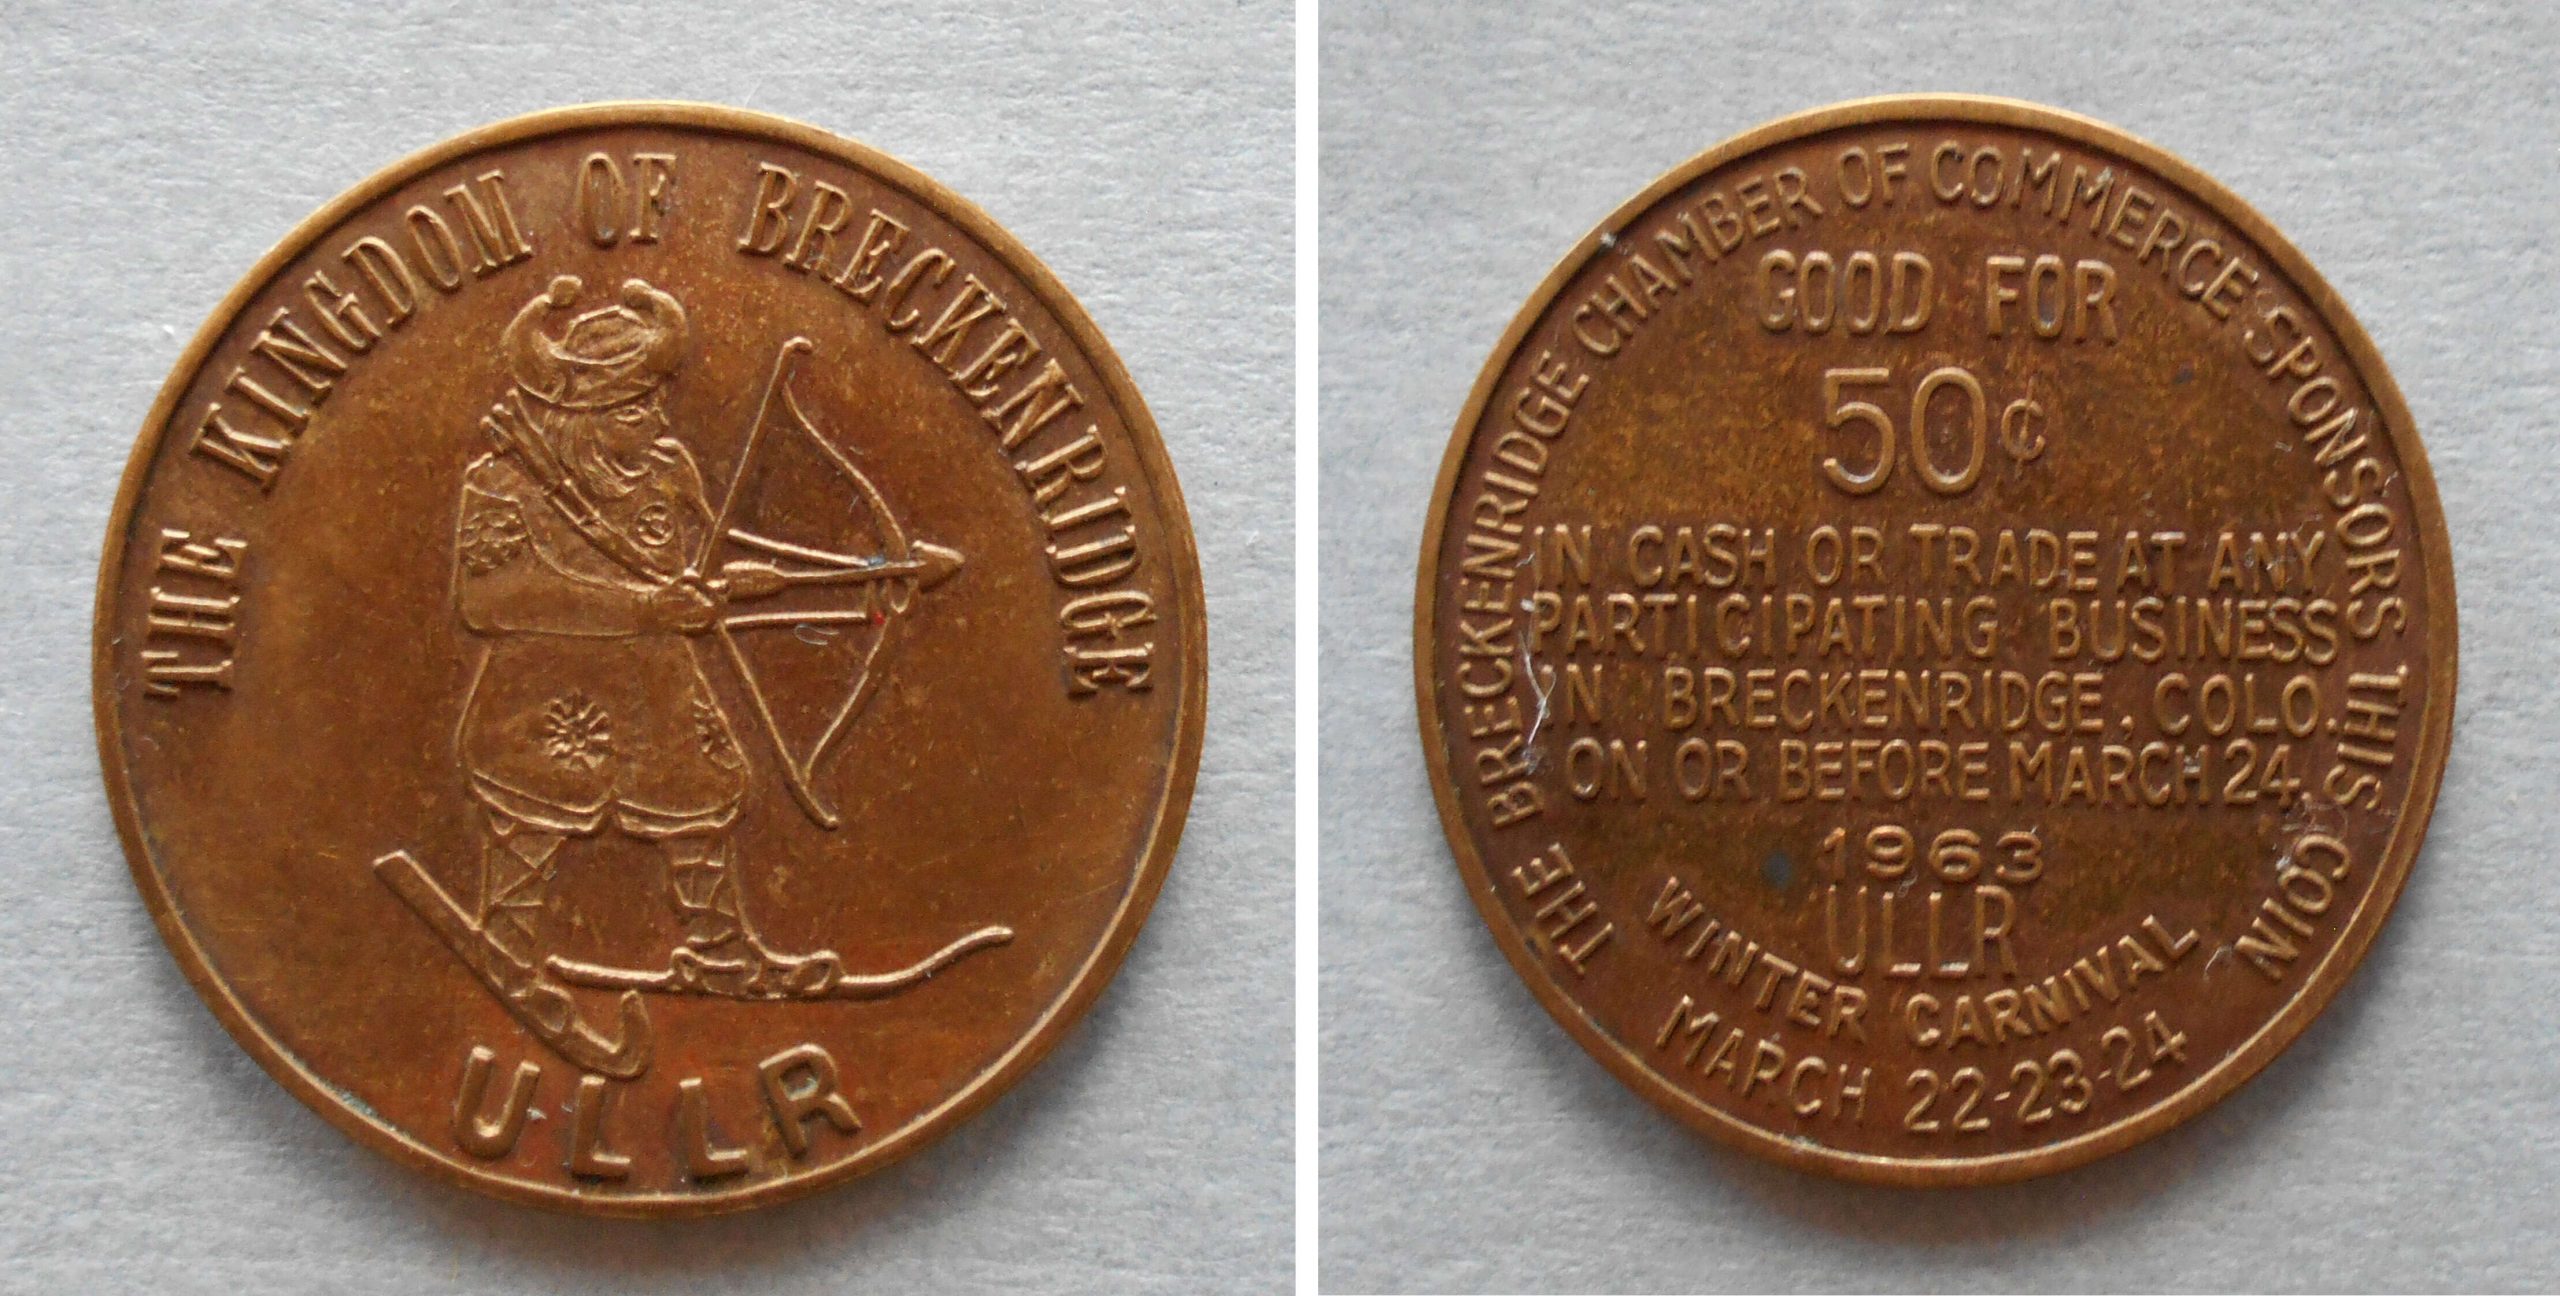 THE KINGDOM OF BRECKENRIDGE
ULLR
THE BRECKENRIDGE CHAMBER OF COMMERCE SPONSORS THIS COIN
GOOD FOR
50¢
IN CASH OR TRADE AT ANY
PARTICIPATING BUSINESS
IN BRECKENRIDGE, COLO.
ON OR BEFORE MARCH 24.
1963
ULLR
WINTER CARNIVAL
MARCH 22-23-24